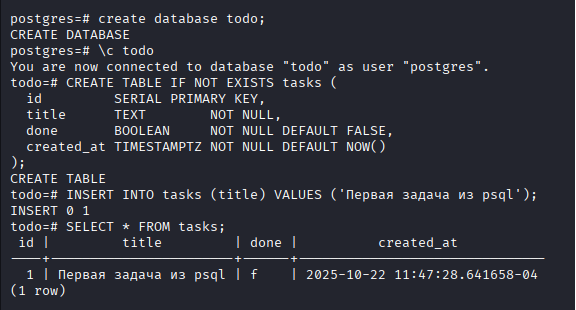 postgres=# create database todo;
CREATE DATABASE
postgres=# \c todo
You are now connected to database "todo" as user "postgres".
todo=# CREATE TABLE IF NOT EXISTS tasks (
  id         SERIAL PRIMARY KEY,
  title      TEXT        NOT NULL,
  done       BOOLEAN     NOT NULL DEFAULT FALSE,
  created_at TIMESTAMPTZ NOT NULL DEFAULT NOW()
);
CREATE TABLE
todo=# INSERT INTO tasks (title) VALUES ('Первая задача из psql');
INSERT 0 1
todo=# SELECT * FROM tasks;
 id |         title         | done |          created_at
----+-----------------------+------+-------------------------------
  1 | Первая задача из psql | f    | 2025-10-22 11:47:28.641658-04
(1 row)